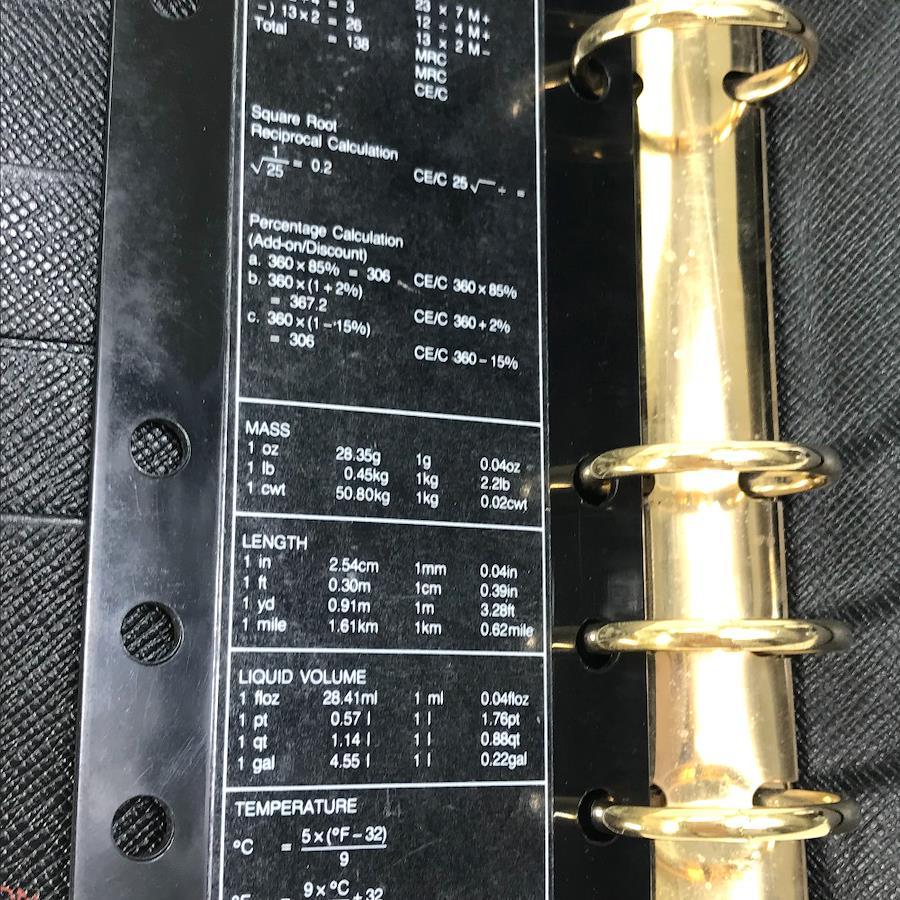 = 3 23 × 7 M+
–) 13×2 = 26 12 ÷ 4 M+
Total = 138 13 × 2 M–
MRC
MRC
CE/C
Square Root
Reciprocal Calculation
1
√25 = 0.2 CE/C 25 √ ÷ =
Percentage Calculation
(Add-on/Discount)
a. 360×85% = 306 CE/C 360×85%
b. 360×(1+2%)
= 367.2 CE/C 360+2%
c. 360×(1–15%)
= 306 CE/C 360–15%
MASS
1 oz 28.35g 1g 0.04oz
1 lb 0.45kg 1kg 2.2lb
1 cwt 50.80kg 1kg 0.02cwt
LENGTH
1 in 2.54cm 1mm 0.04in
1 ft 0.30m 1cm 0.39in
1 yd 0.91m 1m 3.28ft
1 mile 1.61km 1km 0.62mile
LIQUID VOLUME
1 floz 28.41ml 1 ml 0.04floz
1 pt 0.57 l 1 l 1.76pt
1 qt 1.14 l 1 l 0.88qt
1 gal 4.55 l 1 l 0.22gal
TEMPERATURE
°C = 5×(°F–32)
9
9×°C
°F = +32